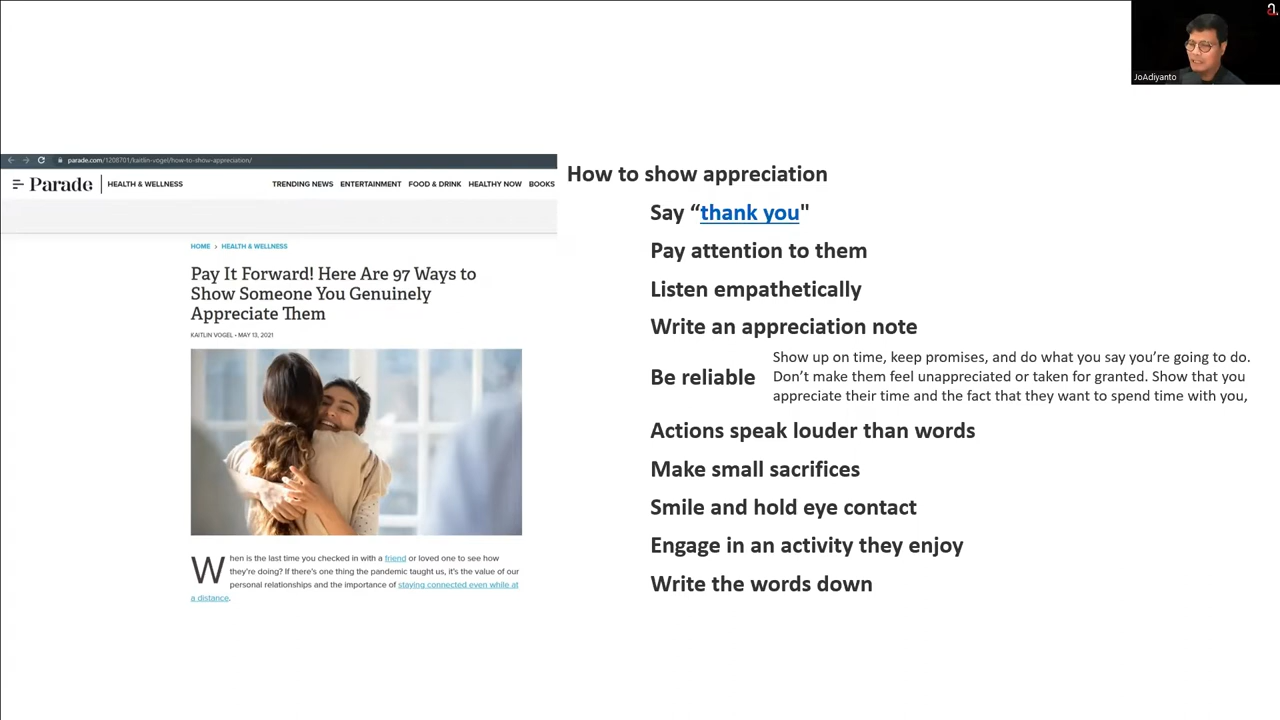 a.
JoAdiyanto
parade.com/1208701/kaitlin-vogel/how-to-show-appreciation/
Parade HEALTH & WELLNESS TRENDING NEWS ENTERTAINMENT FOOD & DRINK HEALTHY NOW BOOKS
HOME > HEALTH & WELLNESS
Pay It Forward! Here Are 97 Ways to
Show Someone You Genuinely
Appreciate Them
KAITLIN VOGEL • MAY 13, 2021
When is the last time you checked in with a friend or loved one to see how
they're doing? If there's one thing the pandemic taught us, it's the value of our
personal relationships and the importance of staying connected even while at
a distance.
How to show appreciation
Say “thank you"
Pay attention to them
Listen empathetically
Write an appreciation note
Be reliable
Show up on time, keep promises, and do what you say you’re going to do.
Don’t make them feel unappreciated or taken for granted. Show that you
appreciate their time and the fact that they want to spend time with you,
Actions speak louder than words
Make small sacrifices
Smile and hold eye contact
Engage in an activity they enjoy
Write the words down